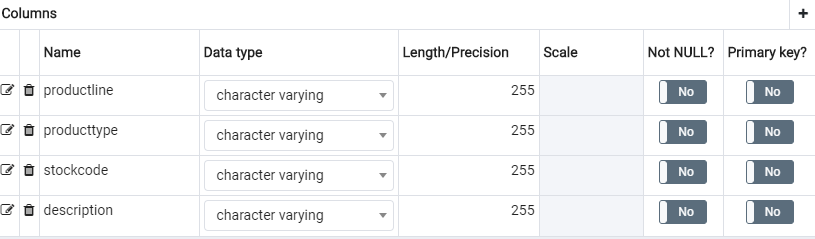 Columns +
Name Data type Length/Precision Scale Not NULL? Primary key?
productline character varying 255 No No
producttype character varying 255 No No
stockcode character varying 255 No No
description character varying 255 No No